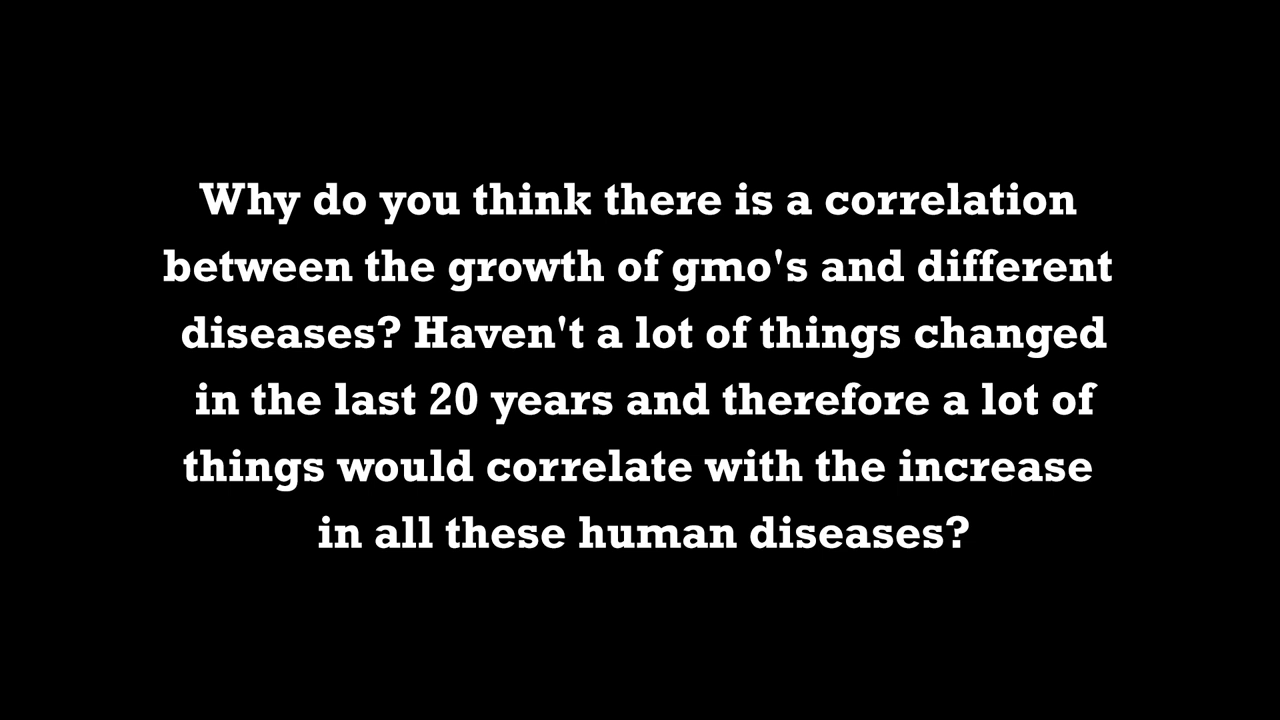 Why do you think there is a correlation
between the growth of gmo's and different
diseases? Haven't a lot of things changed
in the last 20 years and therefore a lot of
things would correlate with the increase
in all these human diseases?